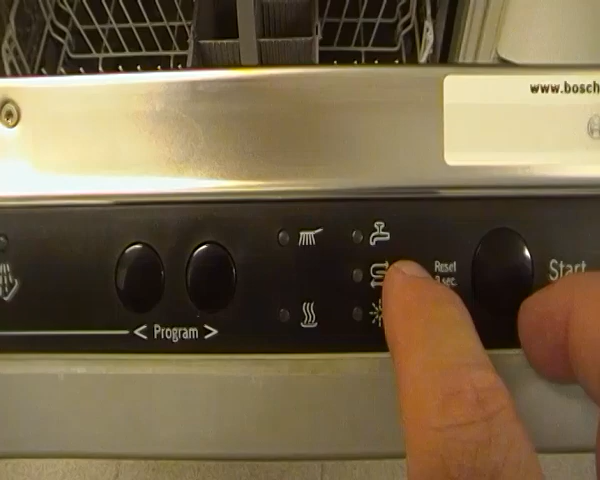 www.bosch
Reset
3 sec.
Start
< Program >